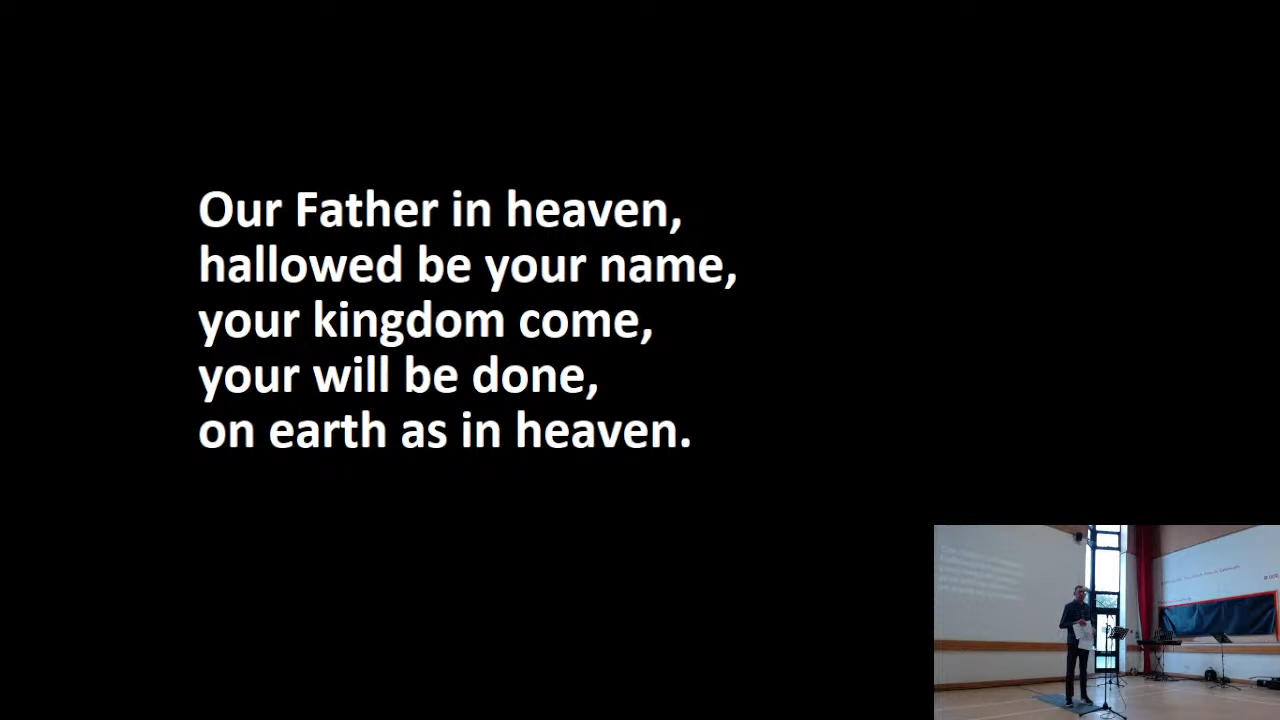 Our Father in heaven,
hallowed be your name,
your kingdom come,
your will be done,
on earth as in heaven.